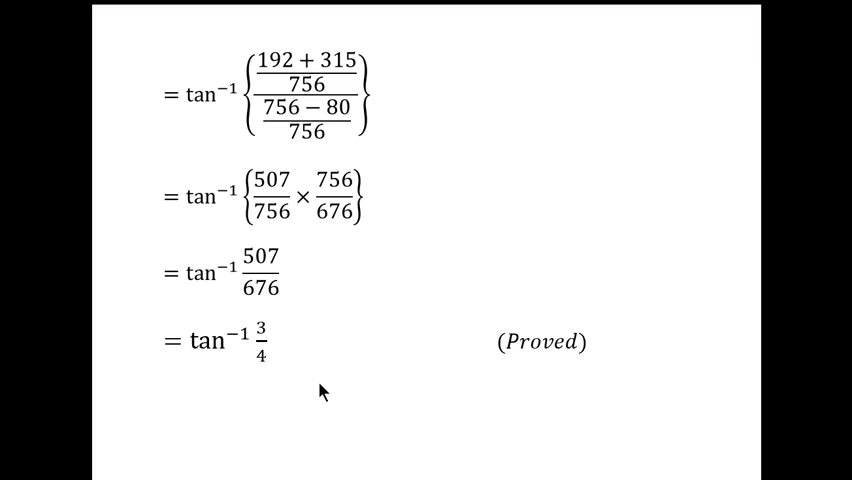 = tan⁻¹ {((192 + 315)/756)/((756 − 80)/756)}
= tan⁻¹ {507/756 × 756/676}
= tan⁻¹ 507/676
= tan⁻¹ 3/4 (Proved)